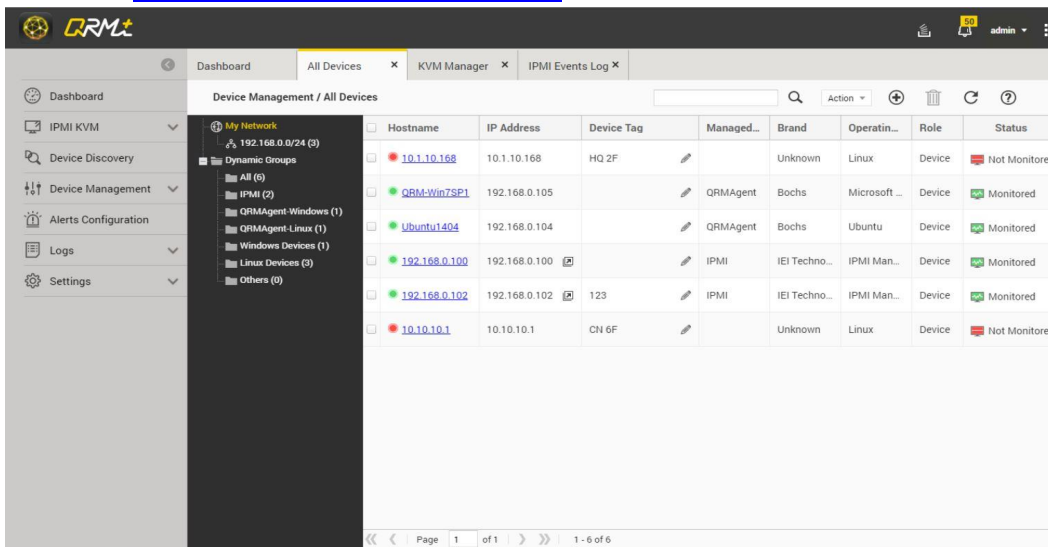 QRM+
50
admin
Dashboard
All Devices ×
KVM Manager ×
IPMI Events Log ×
Dashboard
IPMI KVM
Device Discovery
Device Management
Alerts Configuration
Logs
Settings
Device Management / All Devices
Action
My Network
192.168.0.0/24 (3)
Dynamic Groups
All (6)
IPMI (2)
QRMAgent-Windows (1)
QRMAgent-Linux (1)
Windows Devices (1)
Linux Devices (3)
Others (0)
Hostname IP Address Device Tag Managed... Brand Operatin... Role Status
10.1.10.168 10.1.10.168 HQ 2F Unknown Linux Device Not Monitore
QRM-Win7SP1 192.168.0.105 QRMAgent Bochs Microsoft ... Device Monitored
Ubuntu1404 192.168.0.104 QRMAgent Bochs Ubuntu Device Monitored
192.168.0.100 192.168.0.100 IPMI IEI Techno... IPMI Man... Device Monitored
192.168.0.102 192.168.0.102 123 IPMI IEI Techno... IPMI Man... Device Monitored
10.10.10.1 10.10.10.1 CN 6F Unknown Linux Device Not Monitore
Page 1 of 1 1 - 6 of 6